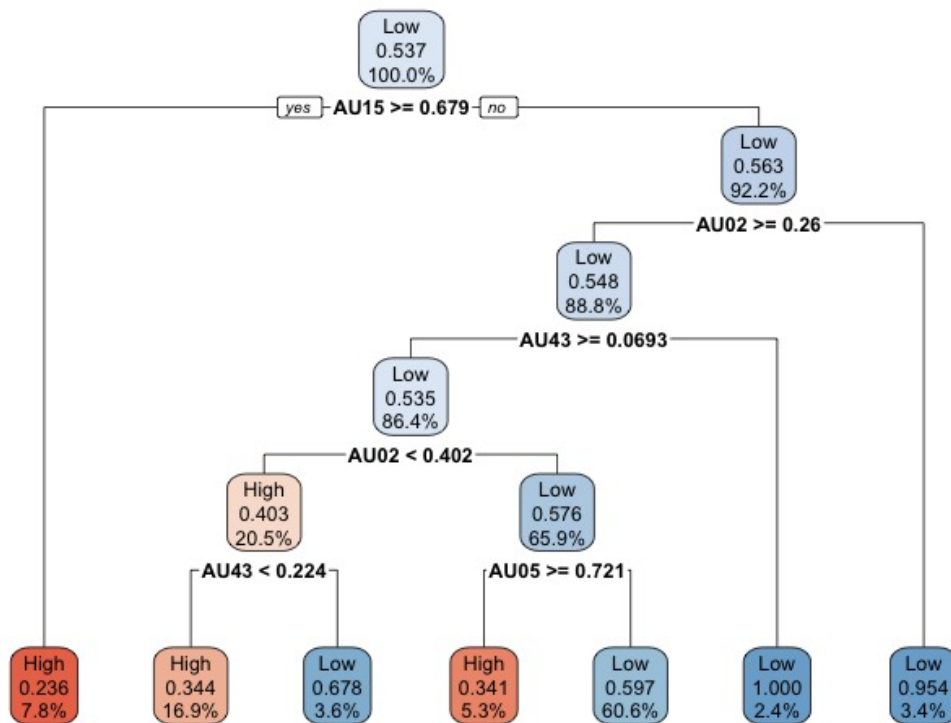 Low
0.537
100.0%
yes AU15 >= 0.679 no
Low
0.563
92.2%
AU02 >= 0.26
Low
0.548
88.8%
AU43 >= 0.0693
Low
0.535
86.4%
AU02 < 0.402
High
0.403
20.5%
Low
0.576
65.9%
AU43 < 0.224
AU05 >= 0.721
High
0.236
7.8%
High
0.344
16.9%
Low
0.678
3.6%
High
0.341
5.3%
Low
0.597
60.6%
Low
1.000
2.4%
Low
0.954
3.4%